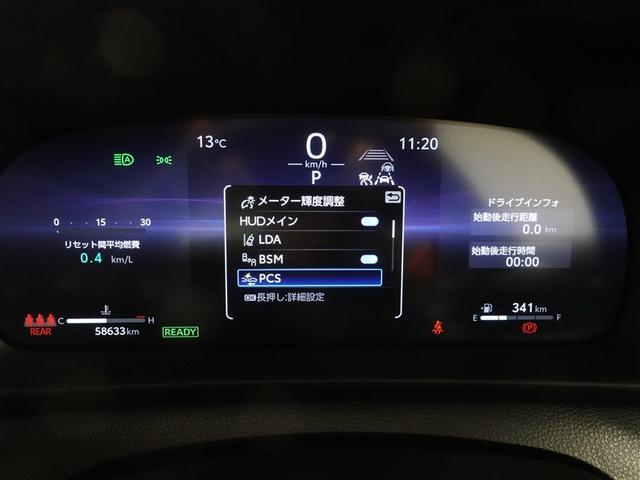 13℃
0
km/h
P
11:20
0 15 30
リセット間平均燃費
0.4 km/L
REAR
C H
58633 km
READY
メーター輝度調整
HUDメイン
LDA
BSM
PCS
OK 長押し:詳細設定
ドライブインフォ
始動後走行距離
0.0 km
始動後走行時間
00:00
341 km
E F